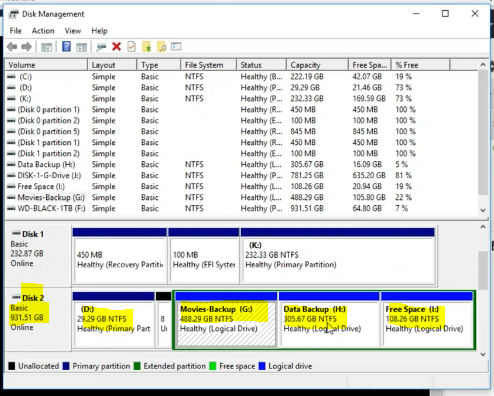 Disk Management
File Action View Help
Volume Layout Type File System Status Capacity Free Spa... % Free
(C:) Simple Basic NTFS Healthy (B... 222.19 GB 42.07 GB 19 %
(D:) Simple Basic NTFS Healthy (P... 29.29 GB 21.46 GB 73 %
(K:) Simple Basic NTFS Healthy (P... 232.33 GB 169.59 GB 73 %
(Disk 0 partition 1) Simple Basic Healthy (R... 450 MB 450 MB 100 %
(Disk 0 partition 2) Simple Basic Healthy (E... 100 MB 100 MB 100 %
(Disk 0 partition 5) Simple Basic Healthy (R... 845 MB 845 MB 100 %
(Disk 1 partition 1) Simple Basic Healthy (R... 450 MB 450 MB 100 %
(Disk 1 partition 2) Simple Basic Healthy (E... 100 MB 100 MB 100 %
Data Backup (H:) Simple Basic NTFS Healthy (L... 305.67 GB 16.09 GB 5 %
DISK-1-G-Drive (J:) Simple Basic NTFS Healthy (P... 781.25 GB 635.20 GB 81 %
Free Space (I:) Simple Basic NTFS Healthy (L... 108.26 GB 20.94 GB 19 %
Movies-Backup (G:) Simple Basic NTFS Healthy (L... 488.29 GB 105.80 GB 22 %
WD-BLACK-1TB (F:) Simple Basic NTFS Healthy (P... 931.51 GB 64.80 GB 7 %
Disk 1
Basic
232.87 GB
Online
450 MB
Healthy (Recovery Partiti
100 MB
Healthy (EFI Syster
(K:)
232.33 GB NTFS
Healthy (Primary Partition)
Disk 2
Basic
931.51 GB
Online
(D:)
29.29 GB NTFS
Healthy (Primary Part
8
Movies-Backup (G:)
488.29 GB NTFS
Healthy (Logical Drive)
Data Backup (H:)
305.67 GB NTFS
Healthy (Logical Drive)
Free Space (I:)
108.26 GB NTFS
Healthy (Logical Drive)
Unallocated Primary partition Extended partition Free space Logical drive